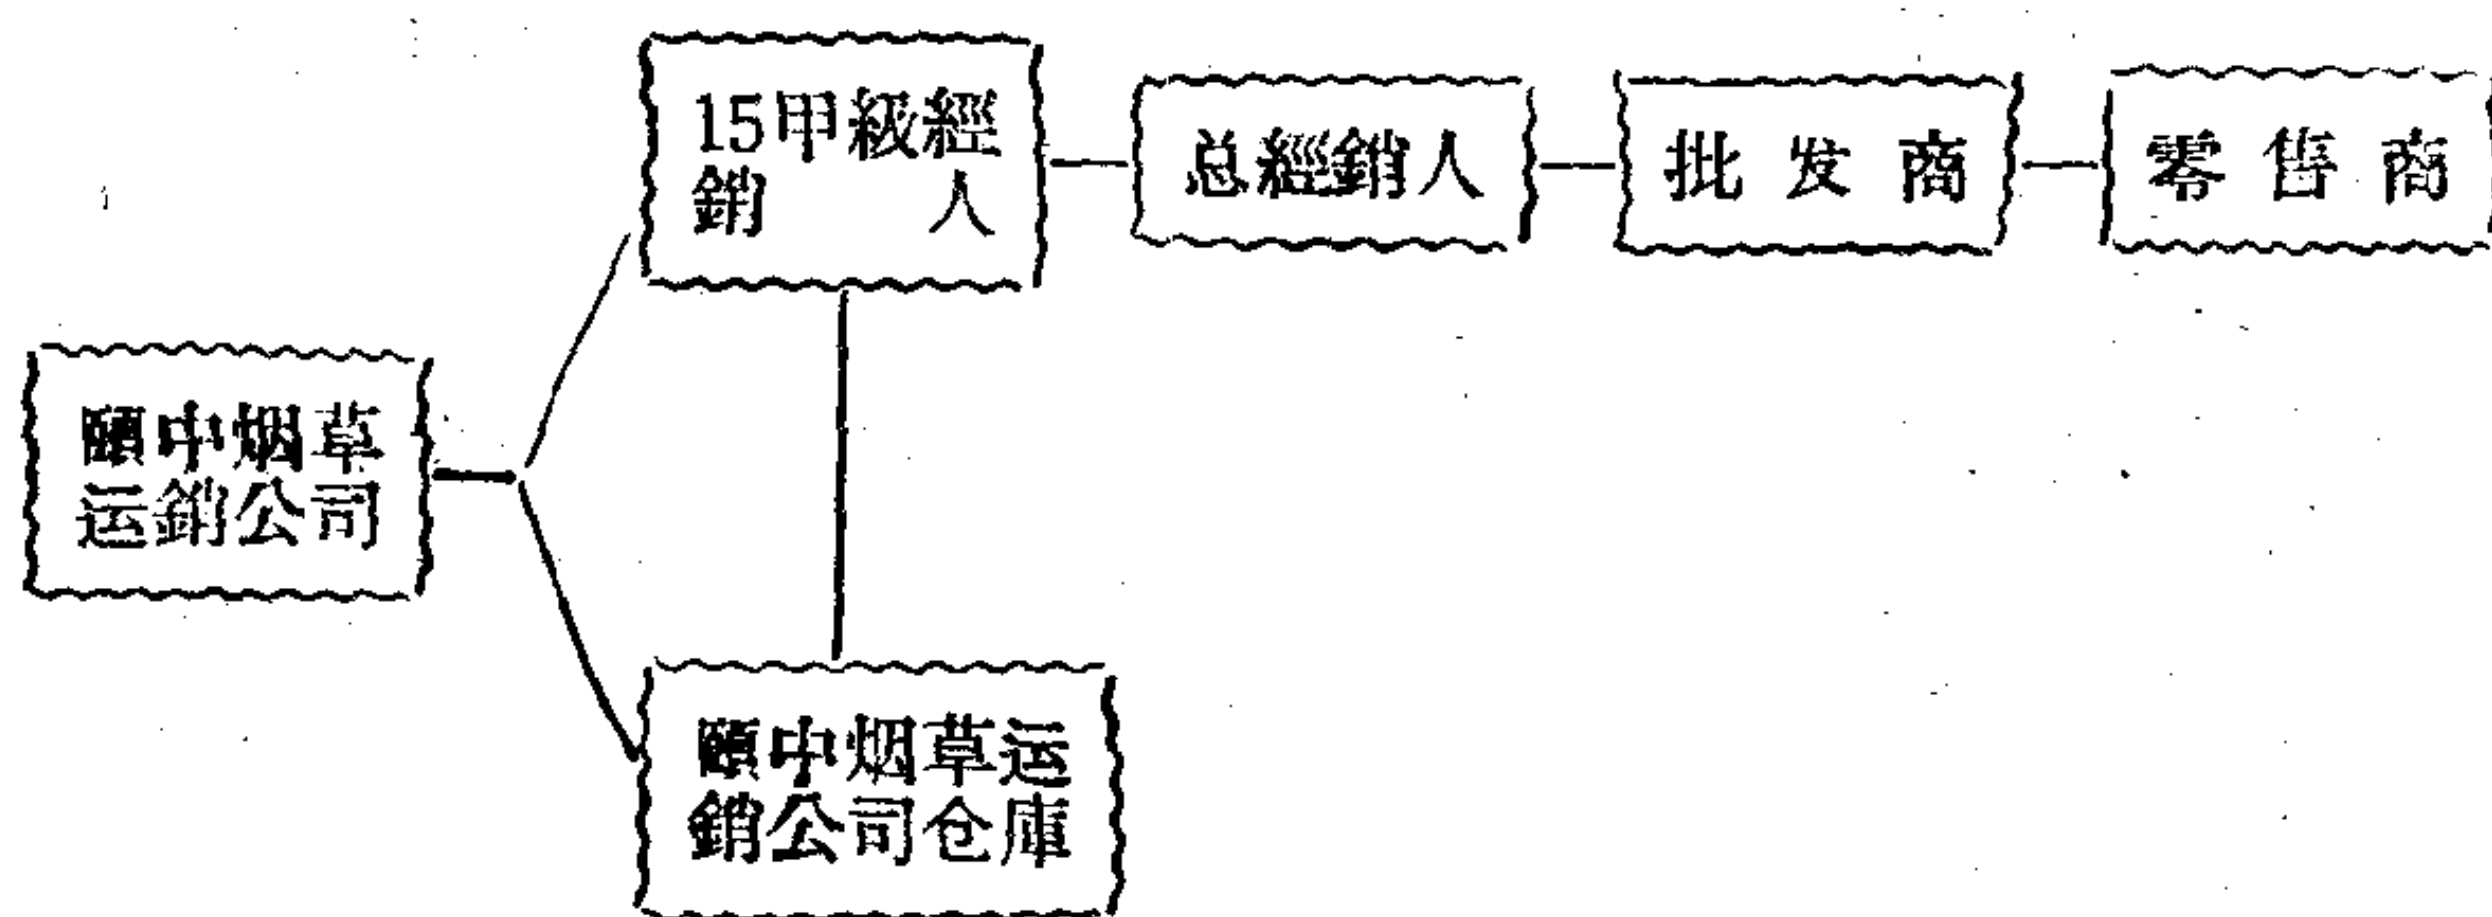 15甲級經
銷 人
总經銷人
批 发 商
零 售 商
頤中烟草
运銷公司
頤中烟草运
銷公司仓庫